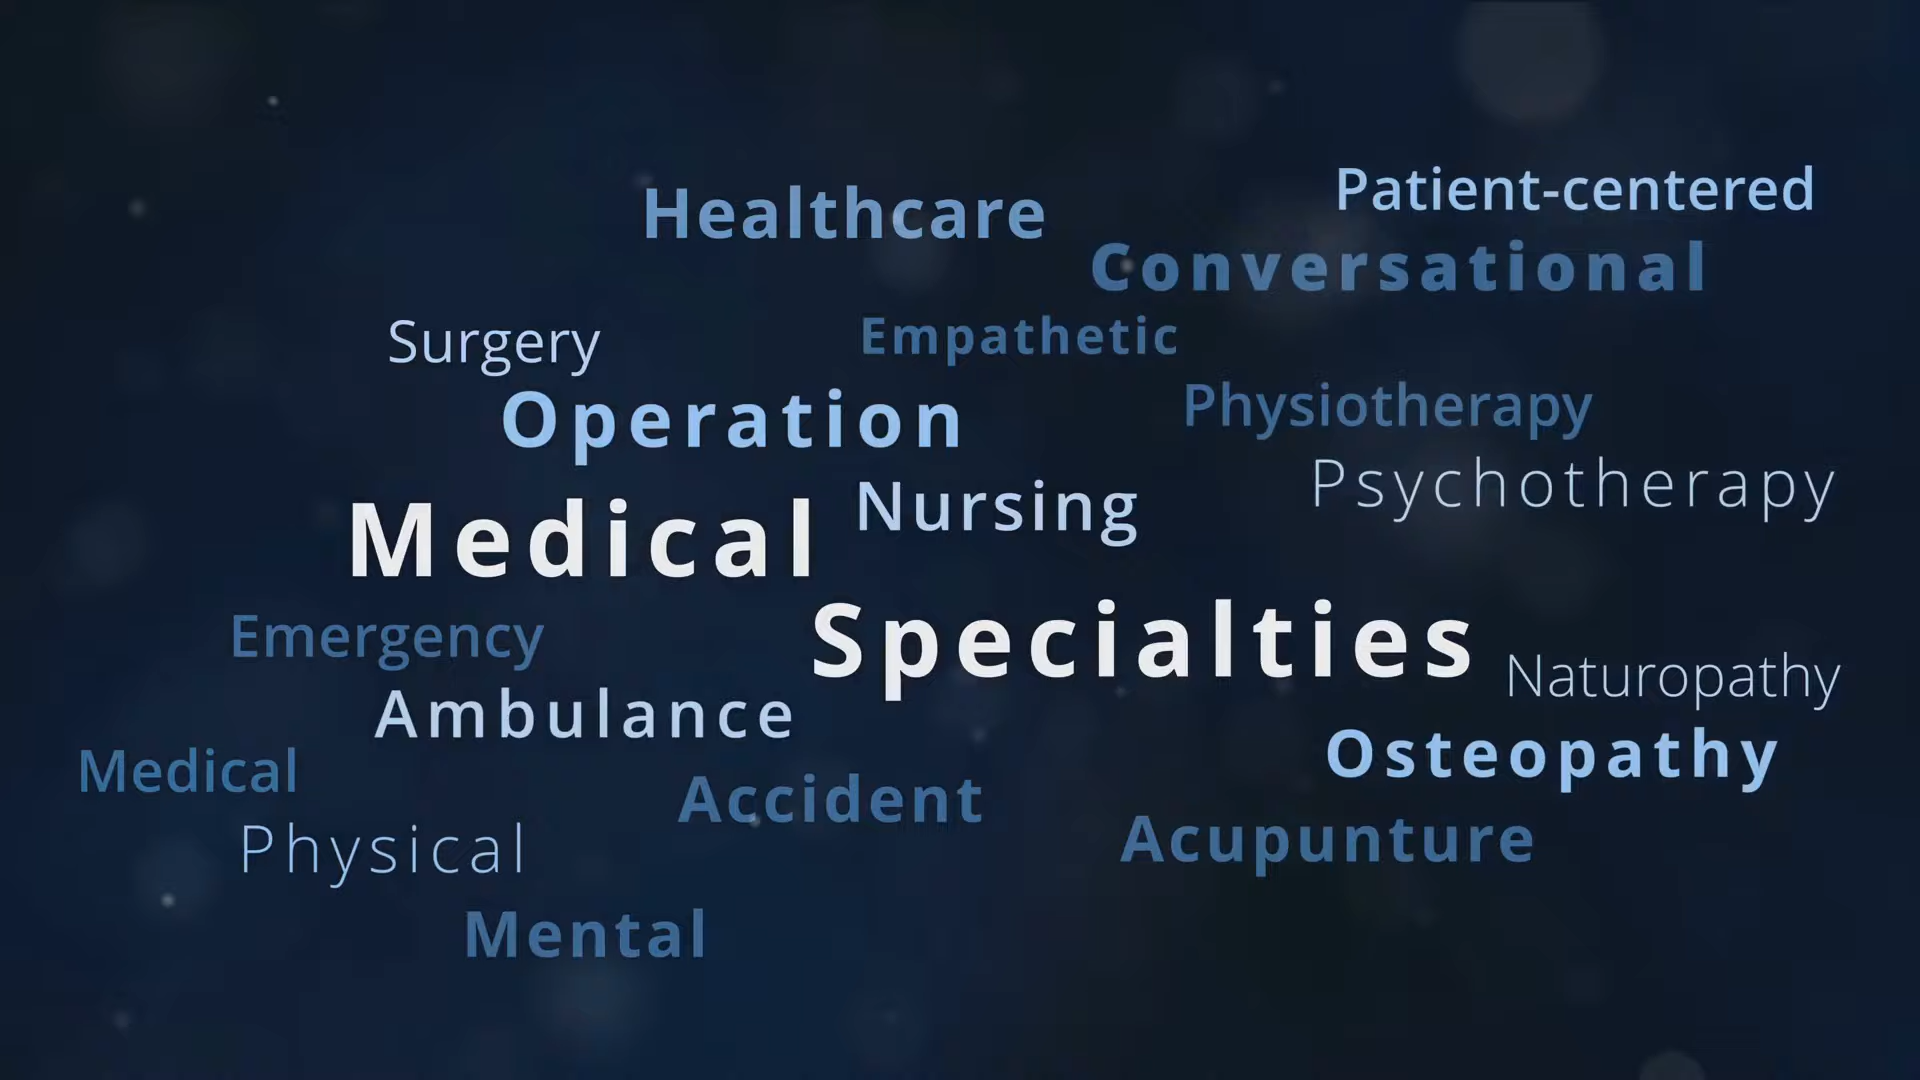 Patient-centered
Healthcare
Conversational
Empathetic
Surgery
Operation
Physiotherapy
Psychotherapy
Nursing
Medical
Specialties
Emergency
Naturopathy
Ambulance
Osteopathy
Medical
Accident
Acupunture
Physical
Mental